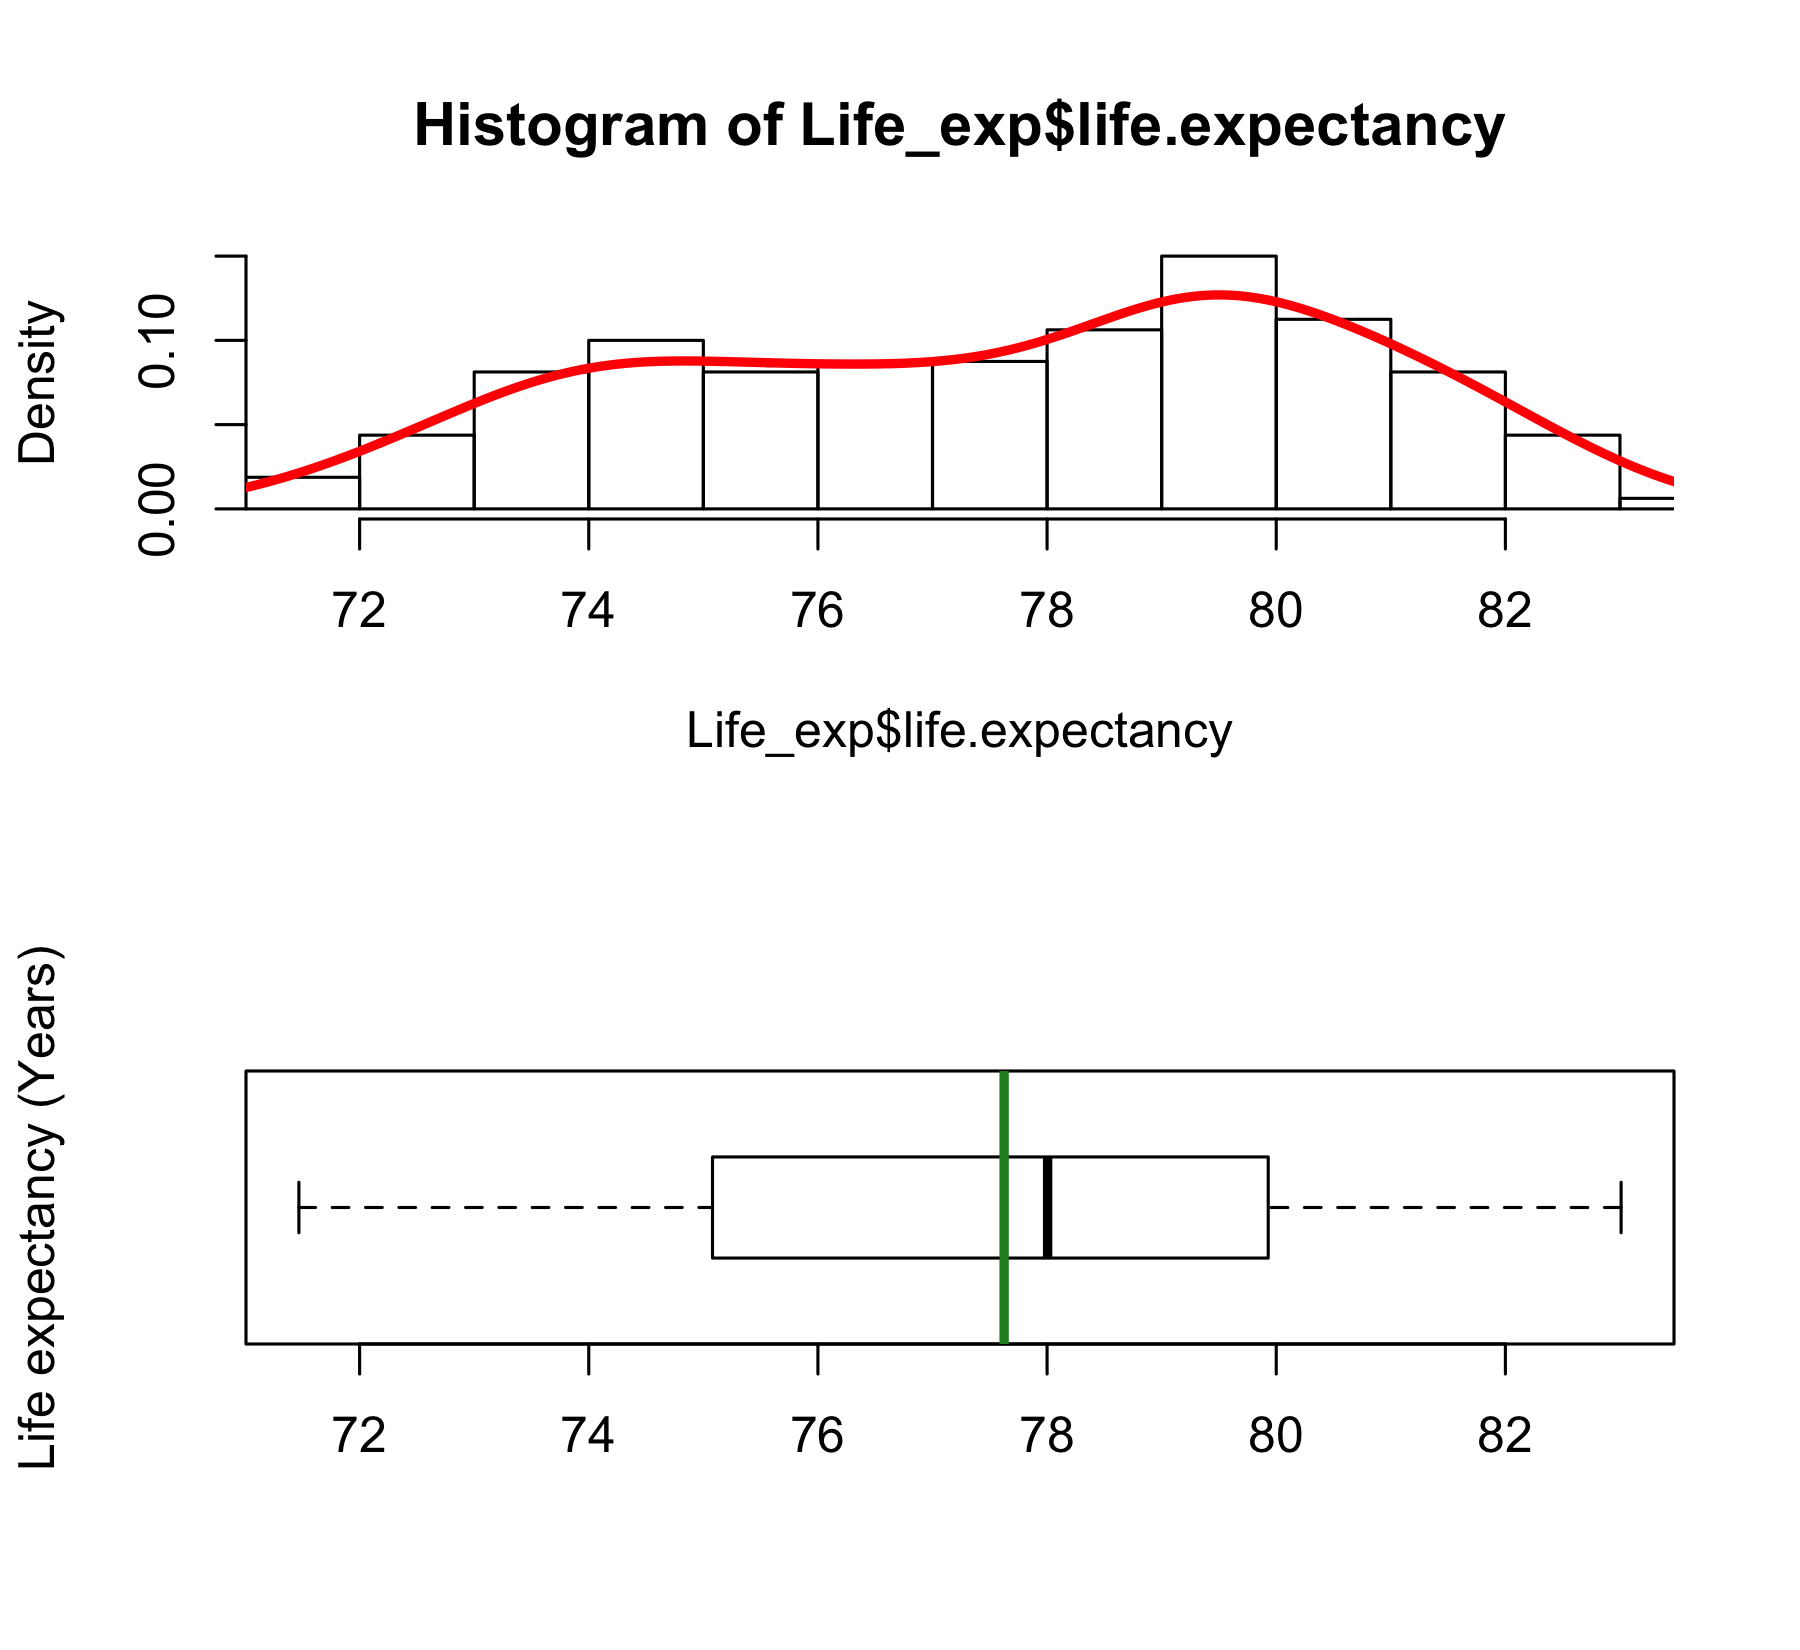 Histogram of Life_exp$life.expectancy
Density
0.10
0.00
72 74 76 78 80 82
Life_exp$life.expectancy
Life expectancy (Years)
72 74 76 78 80 82